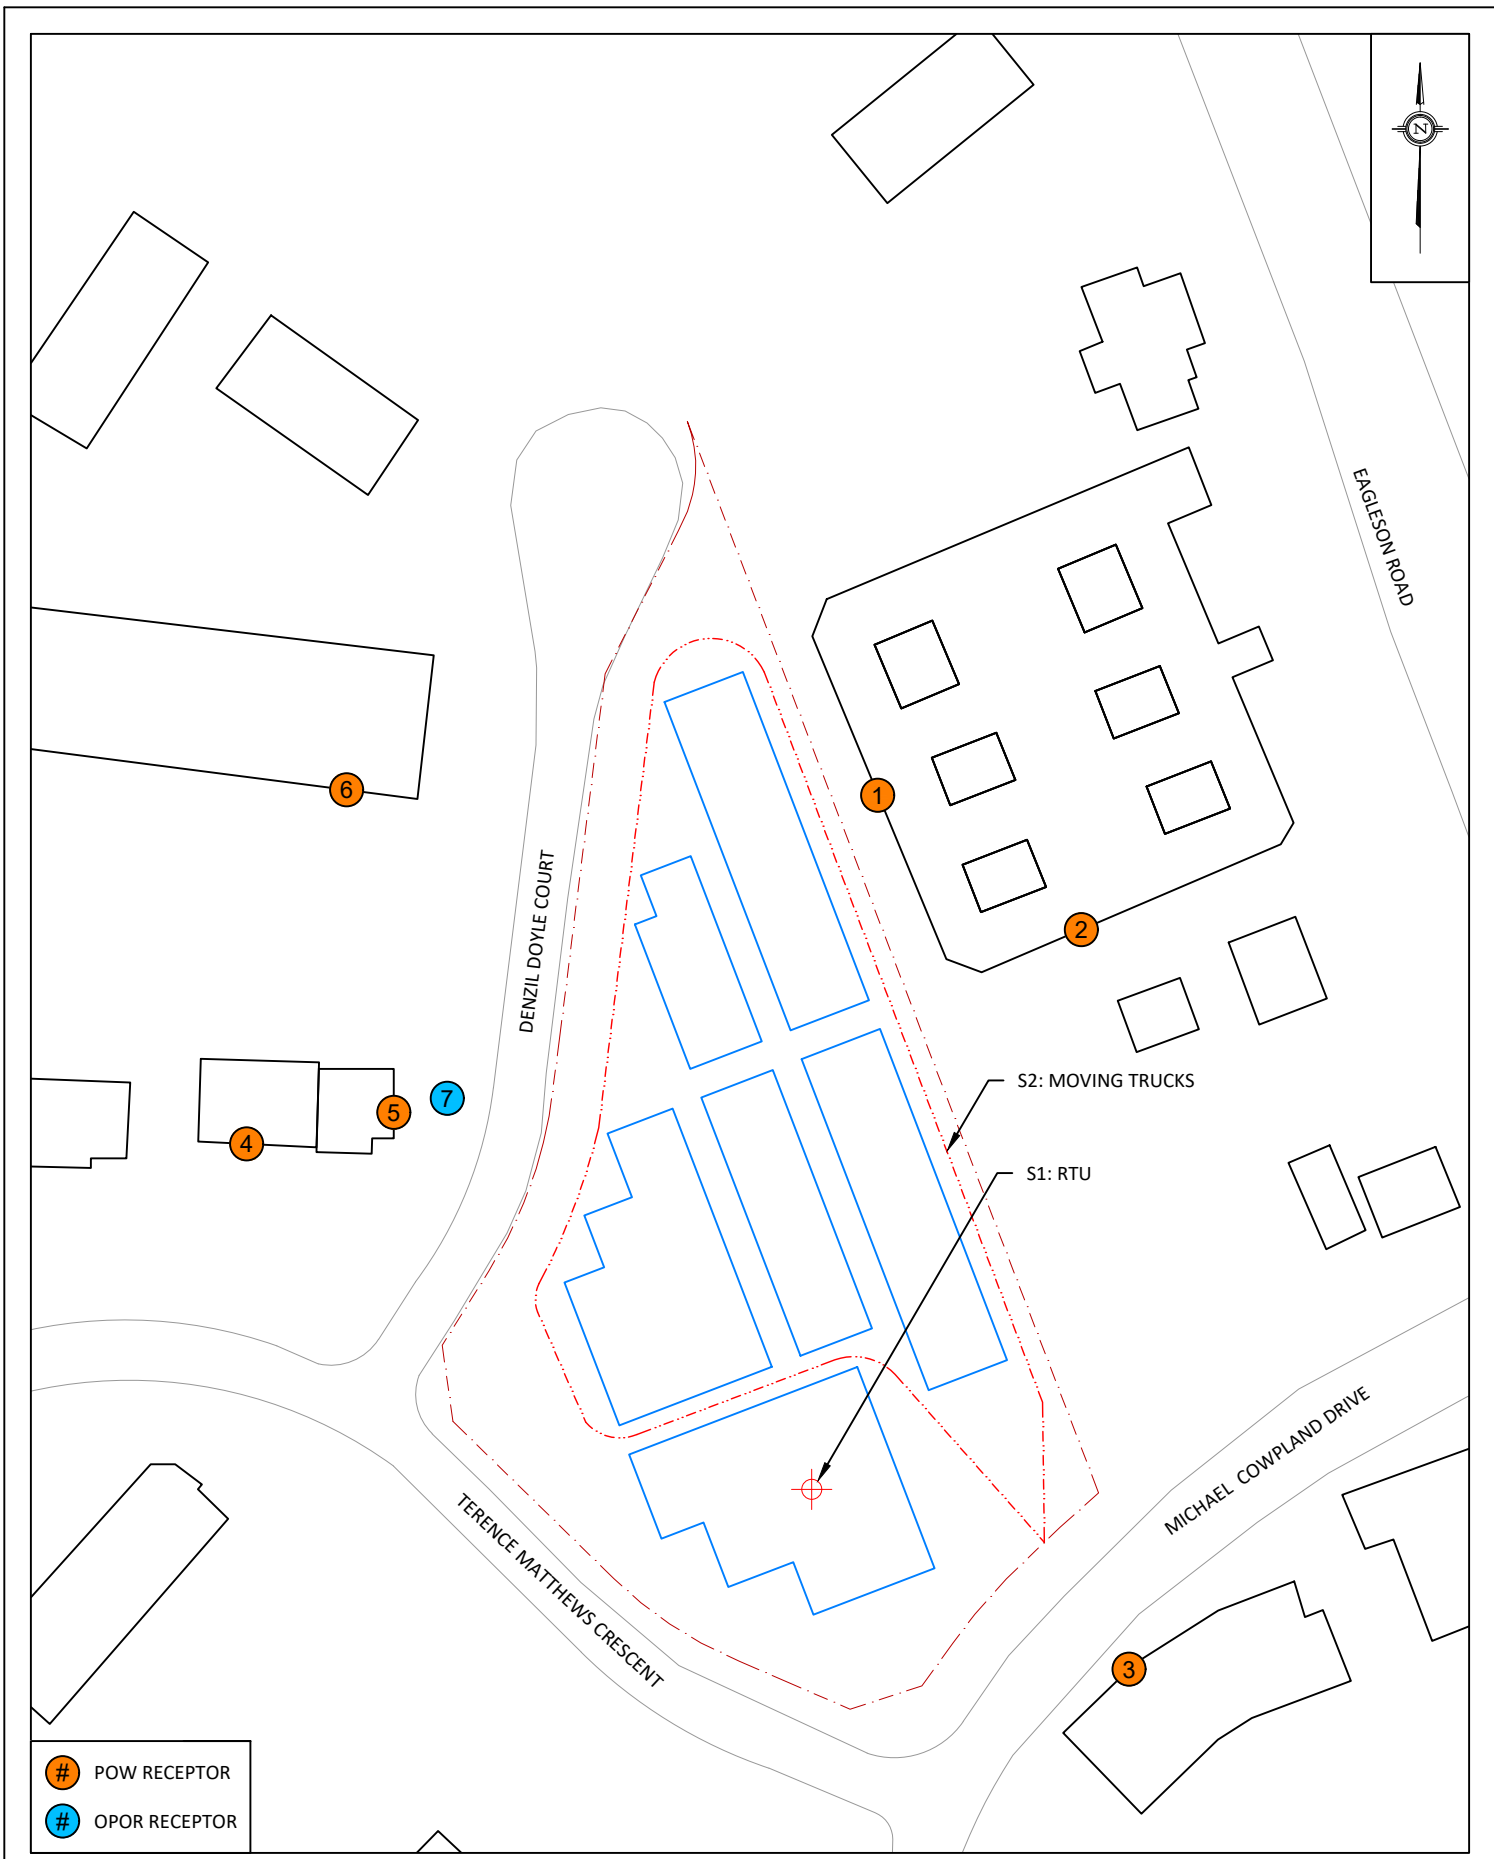 N
EAGLESON ROAD
6
1
2
DENZIL DOYLE COURT
S2: MOVING TRUCKS
7
5
4
S1: RTU
MICHAEL COWPLAND DRIVE
TERENCE MATTHEWS CRESCENT
3
# POW RECEPTOR
# OPOR RECEPTOR